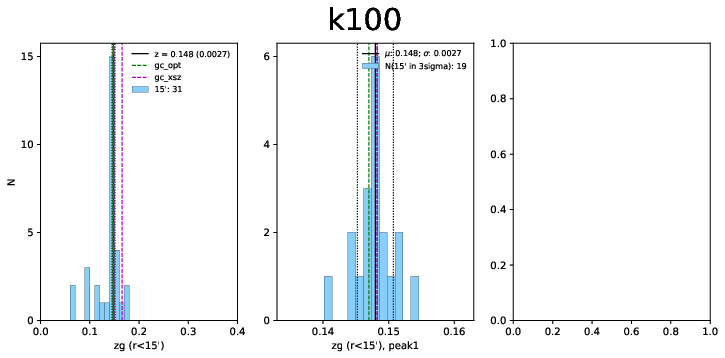 k100
z = 0.148 (0.0027)
gc_opt
gc_xsz
15': 31
N
15
10
5
0
0.0 0.1 0.2 0.3 0.4
zg (r<15')
μ: 0.148; σ: 0.0027
N(15' in 3sigma): 19
6
4
2
0
0.14 0.15 0.16
zg (r<15'), peak1
1.0
0.8
0.6
0.4
0.2
0.0
0.0 0.2 0.4 0.6 0.8 1.0